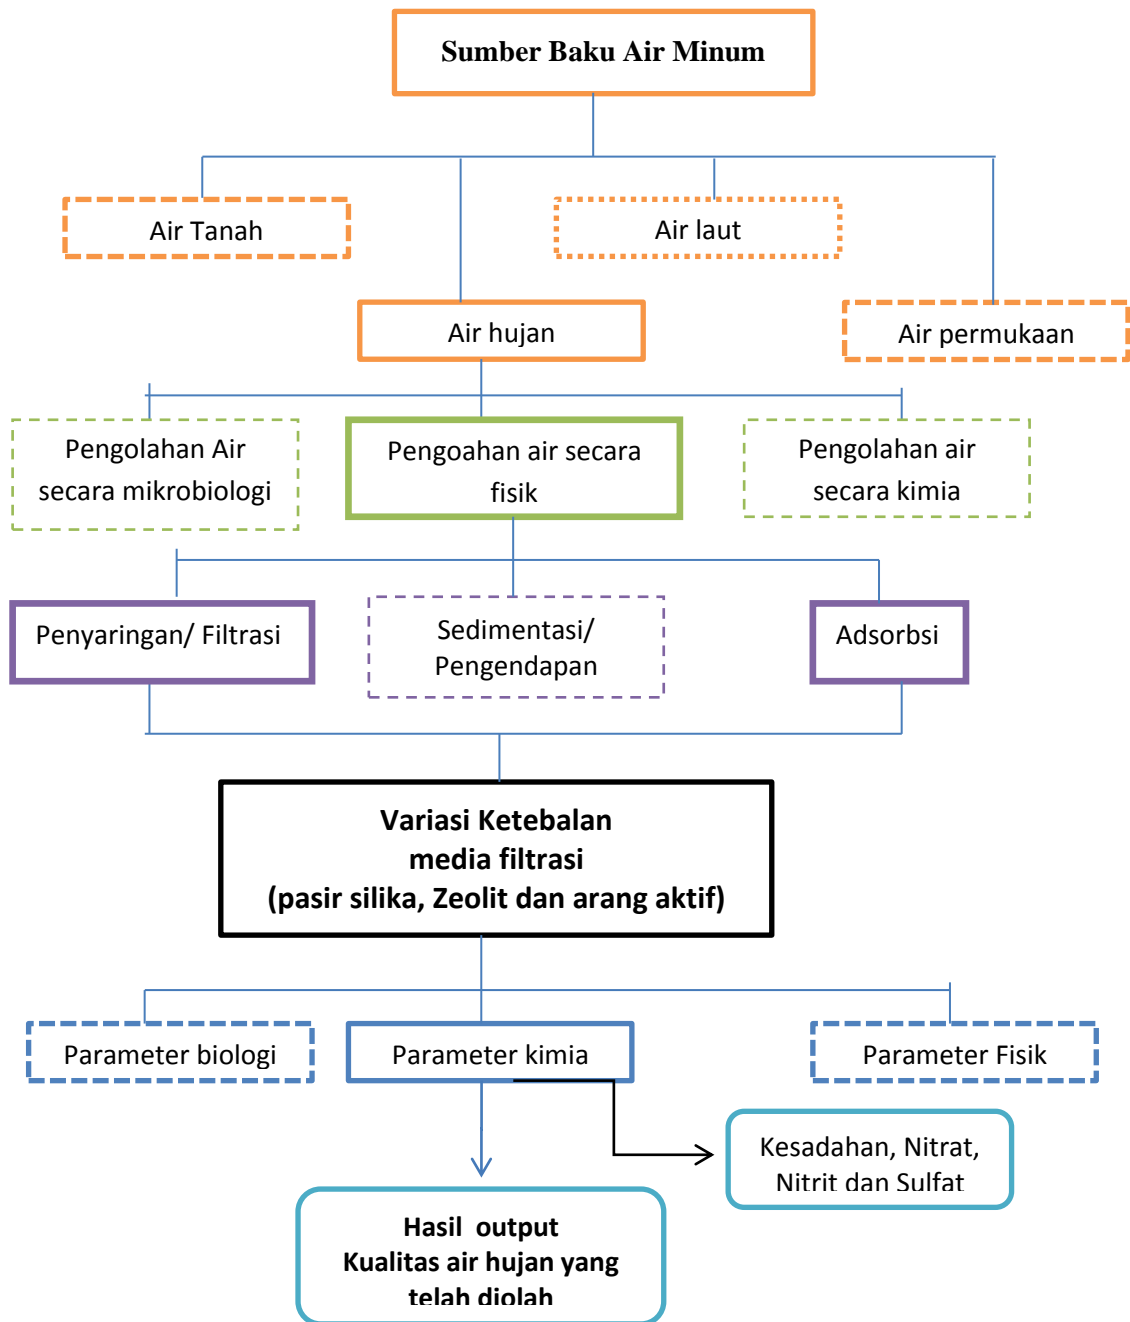 Sumber Baku Air Minum
Air Tanah
Air laut
Air hujan
Air permukaan
Pengolahan Air
secara mikrobiologi
Pengoahan air secara
fisik
Pengolahan air
secara kimia
Penyaringan/ Filtrasi
Sedimentasi/
Pengendapan
Adsorbsi
Variasi Ketebalan
media filtrasi
(pasir silika, Zeolit dan arang aktif)
Parameter biologi
Parameter kimia
Parameter Fisik
Kesadahan, Nitrat,
Nitrit dan Sulfat
Hasil output
Kualitas air hujan yang
telah diolah